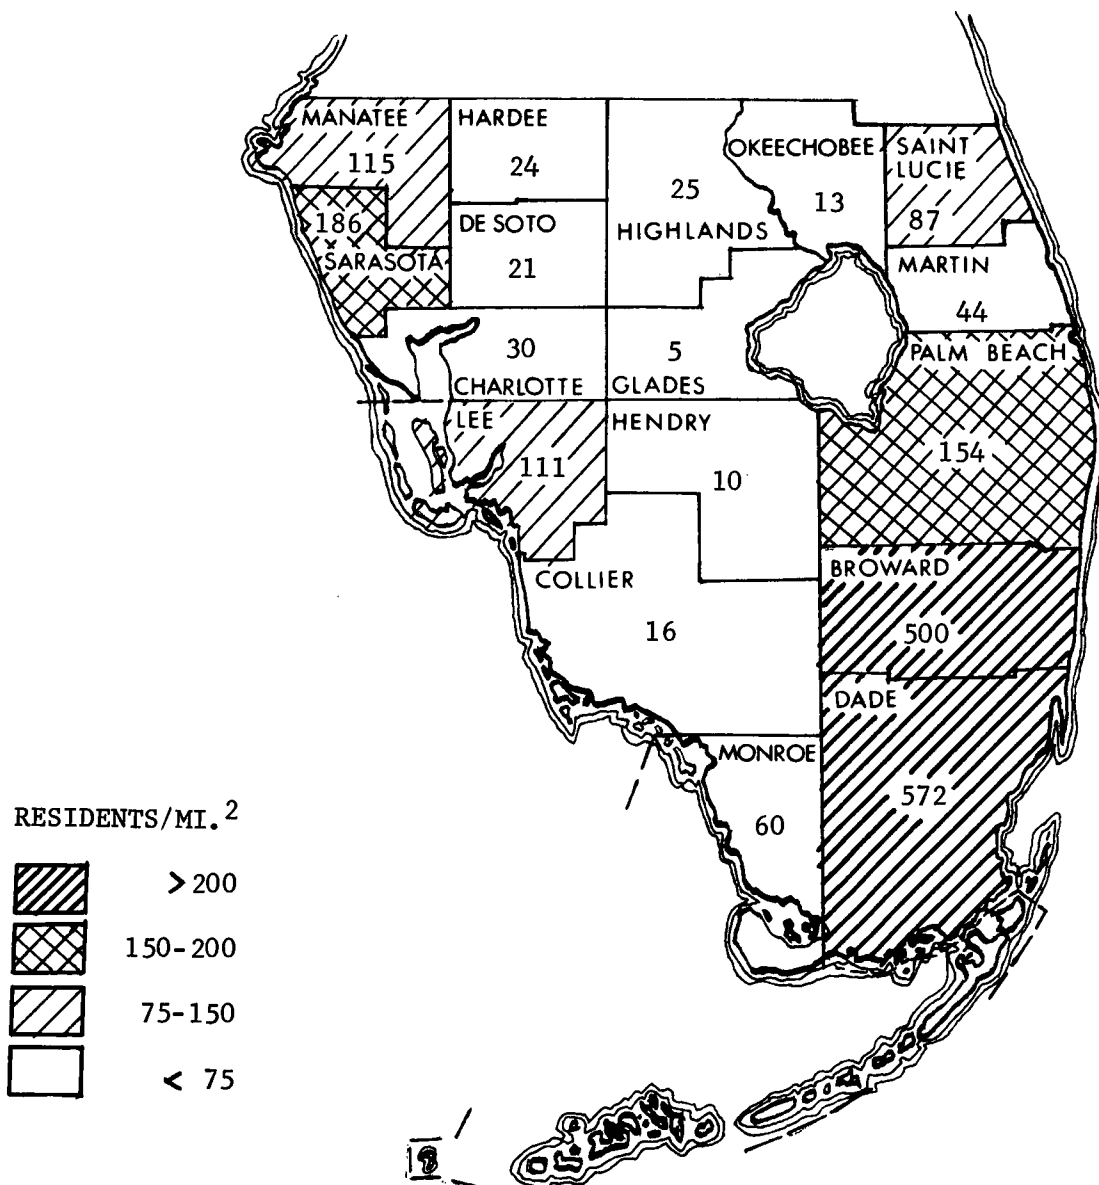 MANATEE
115
HARDEE
24
25
HIGHLANDS
OKEECHOBEE
13
SAINT
LUCIE
87
186
SARASOTA
DE SOTO
21
MARTIN
44
30
CHARLOTTE
5
GLADES
PALM BEACH
154
LEE
111
HENDRY
10
COLLIER
16
BROWARD
500
DADE
572
MONROE
60
RESIDENTS/MI.²
> 200
150-200
75-150
< 75